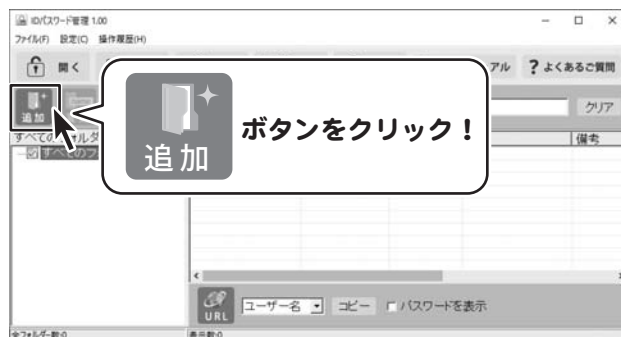 ID/パスワード管理 1.00
ファイル(F) 設定(C) 操作履歴(H)
開く
アル
?よくあるご質問
追加
クリア
追加
ボタンをクリック！
すべての ォルダ
備考
すべてのフ
URL
ユーザー名
コピー
パスワードを表示
全フォルダー数:0
表示数:0